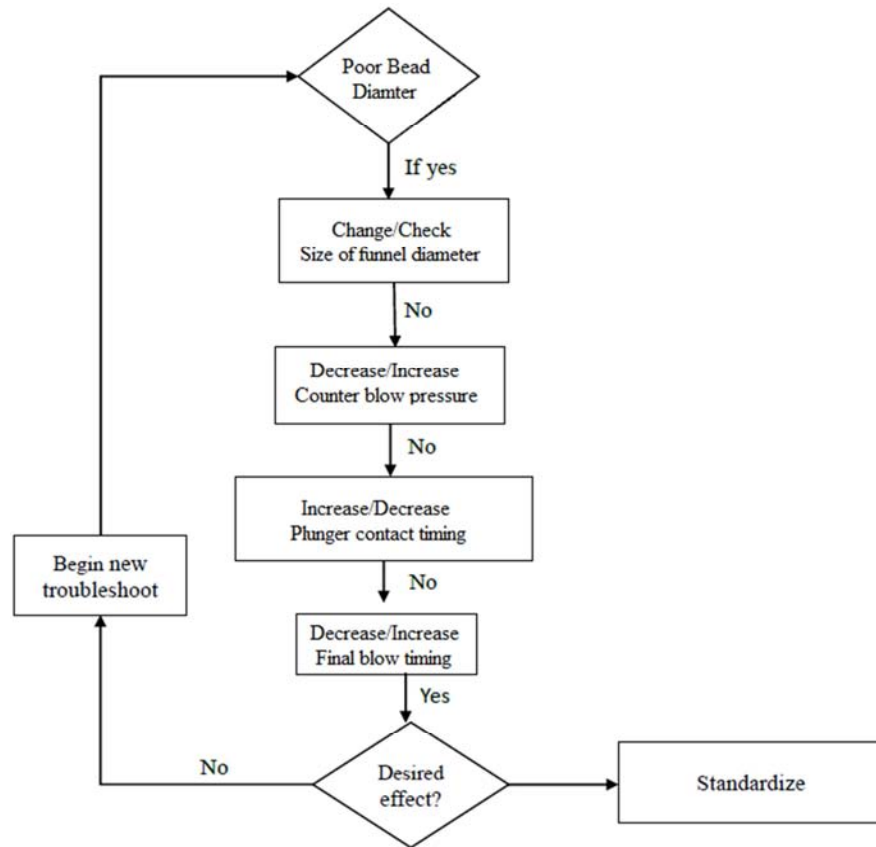 Poor Bead
Diamter
If yes
Change/Check
Size of funnel diameter
No
Decrease/Increase
Counter blow pressure
No
Increase/Decrease
Plunger contact timing
No
Begin new
troubleshoot
Decrease/Increase
Final blow timing
Yes
No
Desired
effect?
Standardize